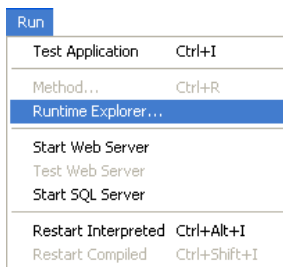 Run
Test Application Ctrl+I
Method... Ctrl+R
Runtime Explorer...
Start Web Server
Test Web Server
Start SQL Server
Restart Interpreted Ctrl+Alt+I
Restart Compiled Ctrl+Shift+I